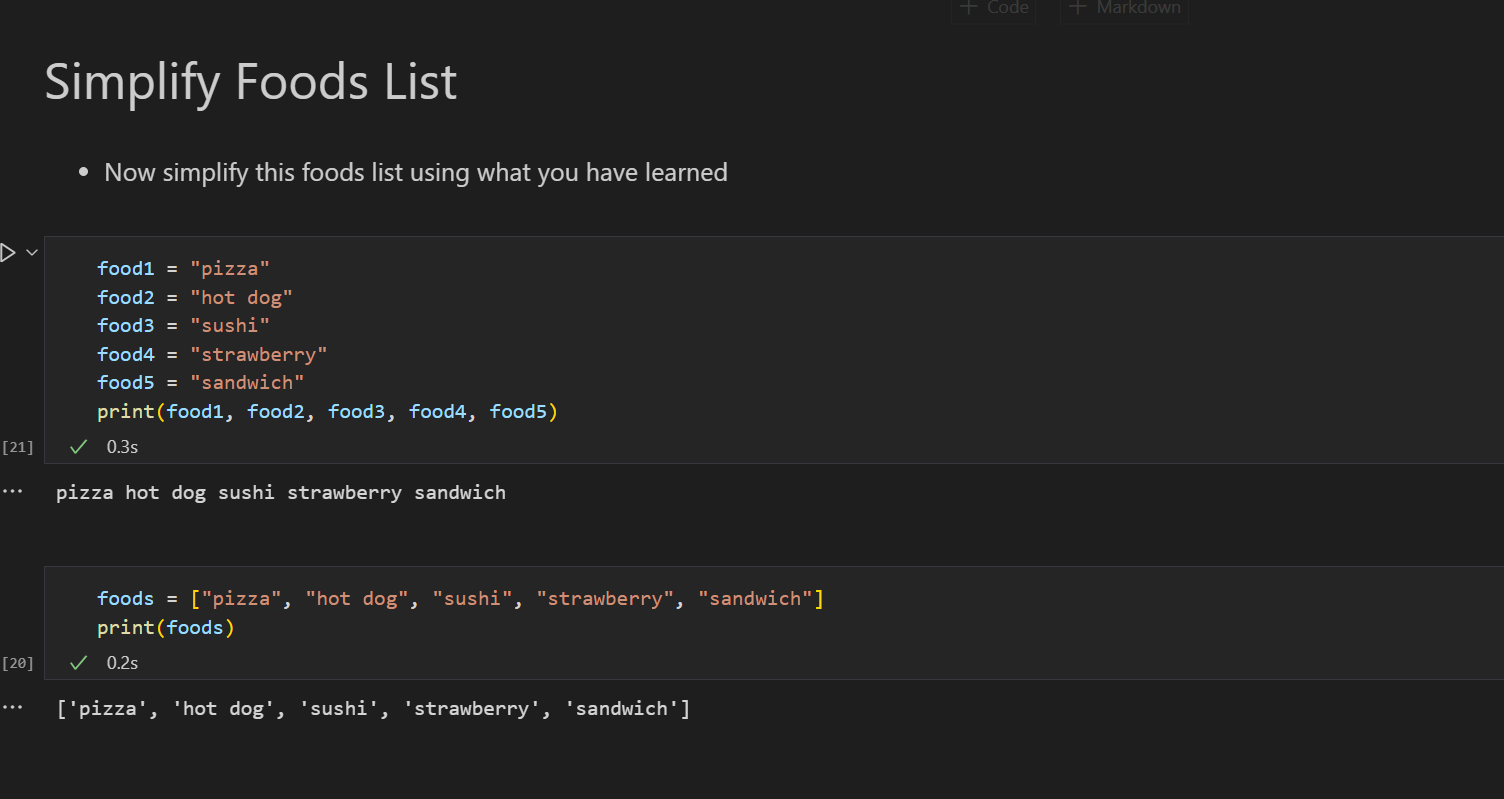 Code Markdown
Simplify Foods List
• Now simplify this foods list using what you have learned
food1 = "pizza"
food2 = "hot dog"
food3 = "sushi"
food4 = "strawberry"
food5 = "sandwich"
print(food1, food2, food3, food4, food5)
[21] 0.3s
pizza hot dog sushi strawberry sandwich
foods = ["pizza", "hot dog", "sushi", "strawberry", "sandwich"]
print(foods)
[20] 0.2s
['pizza', 'hot dog', 'sushi', 'strawberry', 'sandwich']